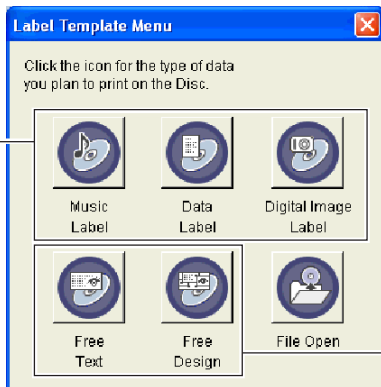 Label Template Menu
Click the icon for the type of data
you plan to print on the Disc.
Music
Label
Data
Label
Digital Image
Label
Free
Text
Free
Design
File Open